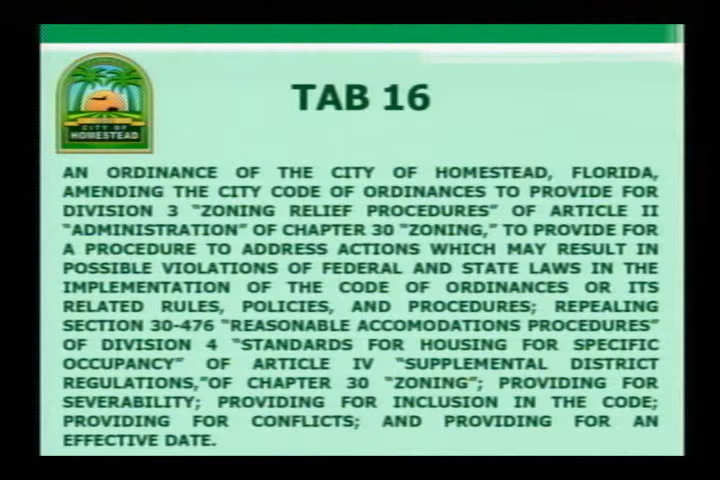 TAB 16
CITY OF
HOMESTEAD
AN ORDINANCE OF THE CITY OF HOMESTEAD, FLORIDA,
AMENDING THE CITY CODE OF ORDINANCES TO PROVIDE FOR
DIVISION 3 "ZONING RELIEF PROCEDURES" OF ARTICLE II
"ADMINISTRATION" OF CHAPTER 30 "ZONING," TO PROVIDE FOR
A PROCEDURE TO ADDRESS ACTIONS WHICH MAY RESULT IN
POSSIBLE VIOLATIONS OF FEDERAL AND STATE LAWS IN THE
IMPLEMENTATION OF THE CODE OF ORDINANCES OR ITS
RELATED RULES, POLICIES, AND PROCEDURES; REPEALING
SECTION 30-476 "REASONABLE ACCOMODATIONS PROCEDURES"
OF DIVISION 4 "STANDARDS FOR HOUSING FOR SPECIFIC
OCCUPANCY" OF ARTICLE IV "SUPPLEMENTAL DISTRICT
REGULATIONS,"OF CHAPTER 30 "ZONING"; PROVIDING FOR
SEVERABILITY; PROVIDING FOR INCLUSION IN THE CODE;
PROVIDING FOR CONFLICTS; AND PROVIDING FOR AN
EFFECTIVE DATE.